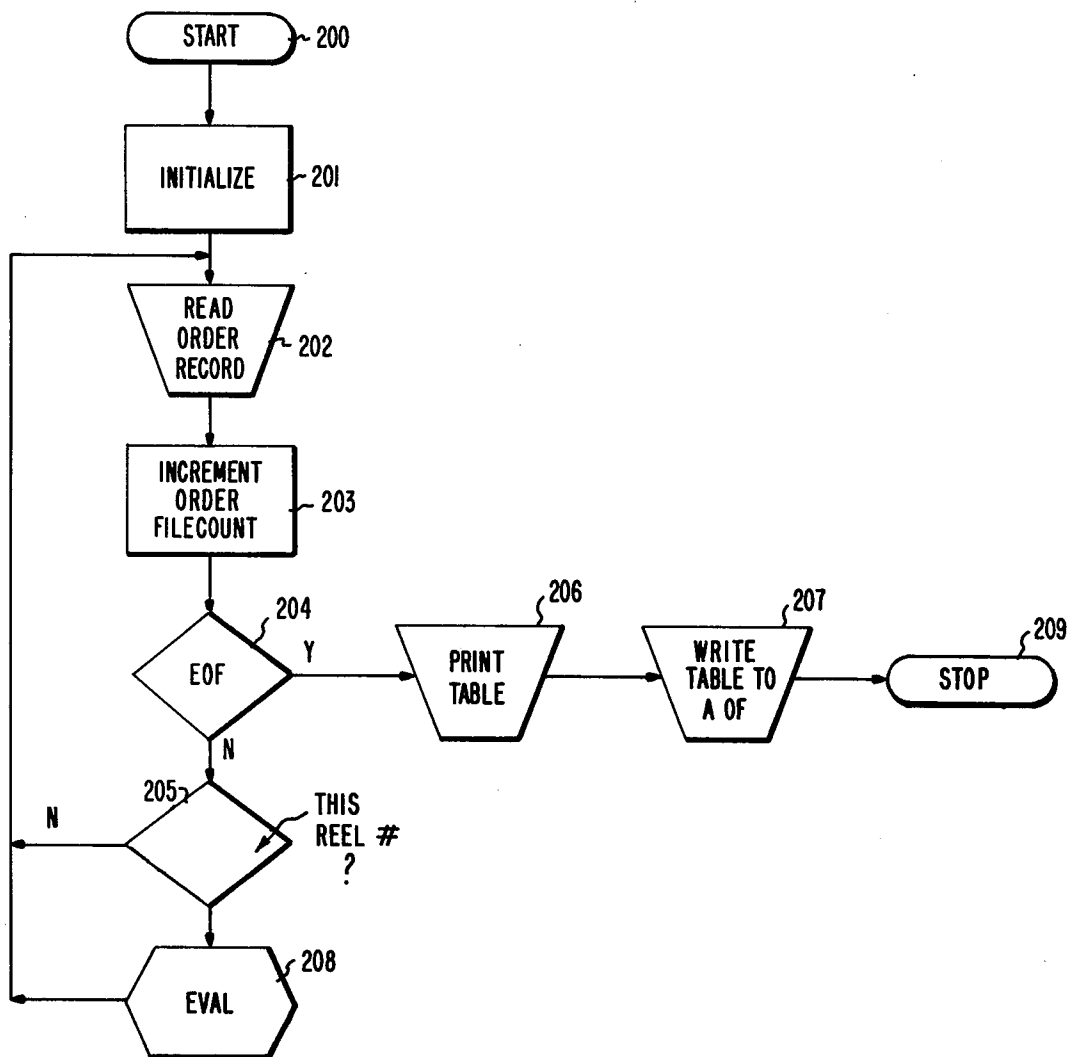 START
200
INITIALIZE
201
READ
ORDER
RECORD
202
INCREMENT
ORDER
FILECOUNT
203
EOF
204
Y
N
PRINT
TABLE
206
WRITE
TABLE TO
A OF
207
STOP
209
205
THIS
REEL #
?
N
EVAL
208